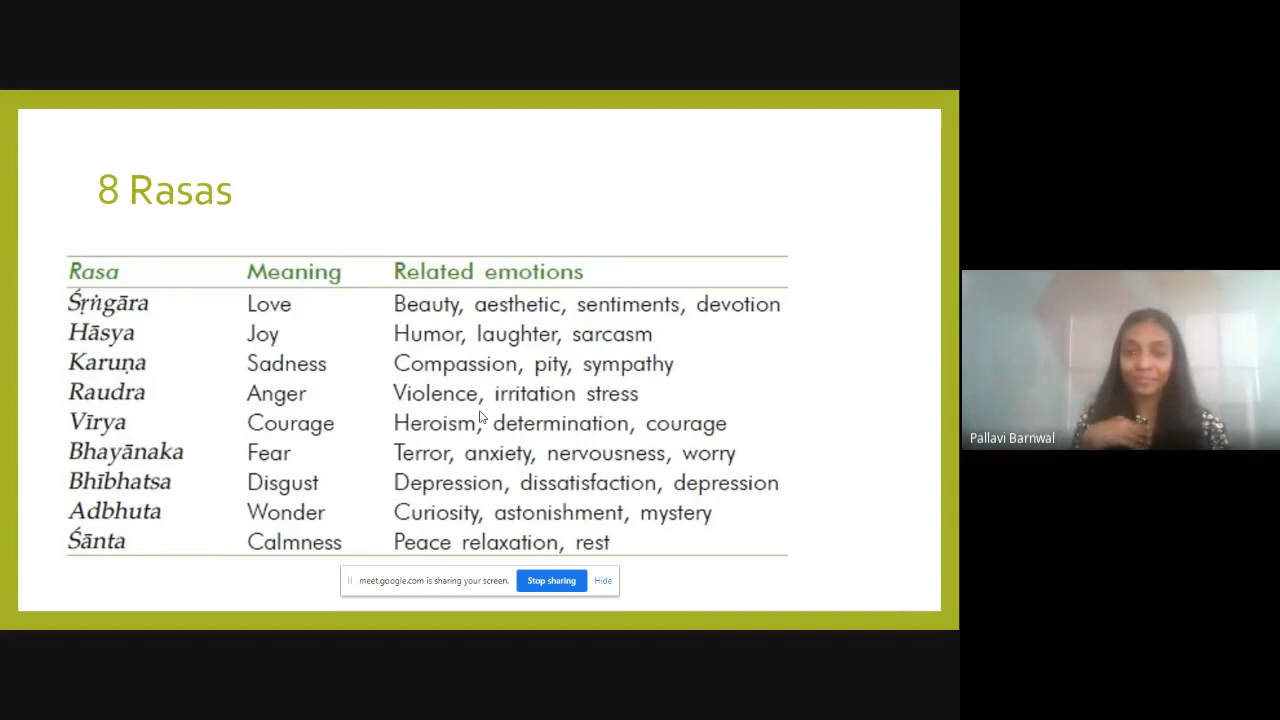 8 Rasas
Rasa Meaning Related emotions
Śṛṅgāra Love Beauty, aesthetic, sentiments, devotion
Hāsya Joy Humor, laughter, sarcasm
Karuṇa Sadness Compassion, pity, sympathy
Raudra Anger Violence, irritation stress
Vīrya Courage Heroism, determination, courage
Bhayānaka Fear Terror, anxiety, nervousness, worry
Bhībhatsa Disgust Depression, dissatisfaction, depression
Adbhuta Wonder Curiosity, astonishment, mystery
Śānta Calmness Peace relaxation, rest
meet.google.com is sharing your screen. Stop sharing Hide
Pallavi Barnwal